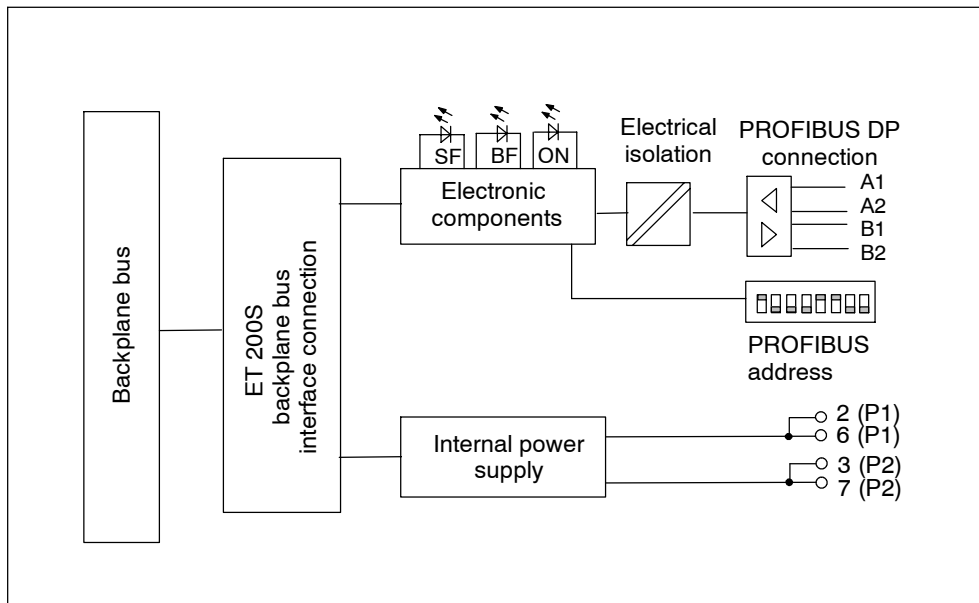 Backplane bus
ET 200S
backplane bus
interface connection
SF
BF
ON
Electronic
components
Electrical
isolation
PROFIBUS DP
connection
A1
A2
B1
B2
PROFIBUS
address
Internal power
supply
2 (P1)
6 (P1)
3 (P2)
7 (P2)